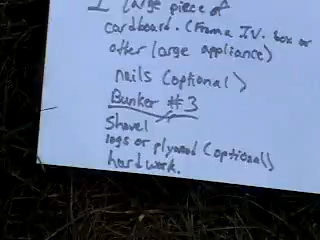 1 large piece of
cardboard. (From a T.V. box or
other large appliance)
nails (optional)
Bunker #3
Shovel
logs or plywood (optional)
hard work.